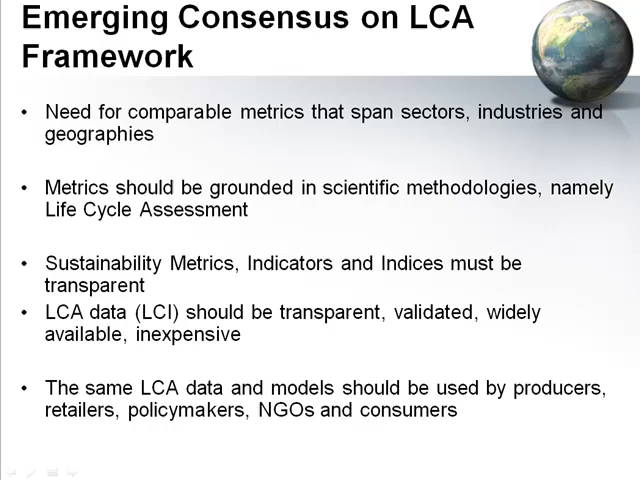 Emerging Consensus on LCA
Framework
• Need for comparable metrics that span sectors, industries and
geographies
• Metrics should be grounded in scientific methodologies, namely
Life Cycle Assessment
• Sustainability Metrics, Indicators and Indices must be
transparent
• LCA data (LCI) should be transparent, validated, widely
available, inexpensive
• The same LCA data and models should be used by producers,
retailers, policymakers, NGOs and consumers